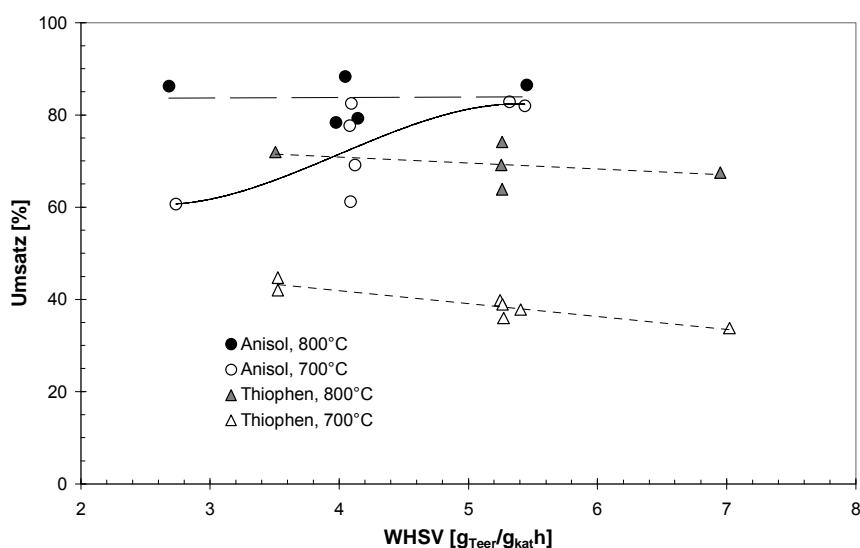 100
80
60
40
20
0
Umsatz [%]
Anisol, 800°C
Anisol, 700°C
Thiophen, 800°C
Thiophen, 700°C
2 3 4 5 6 7 8
WHSV [gTeer/gkath]